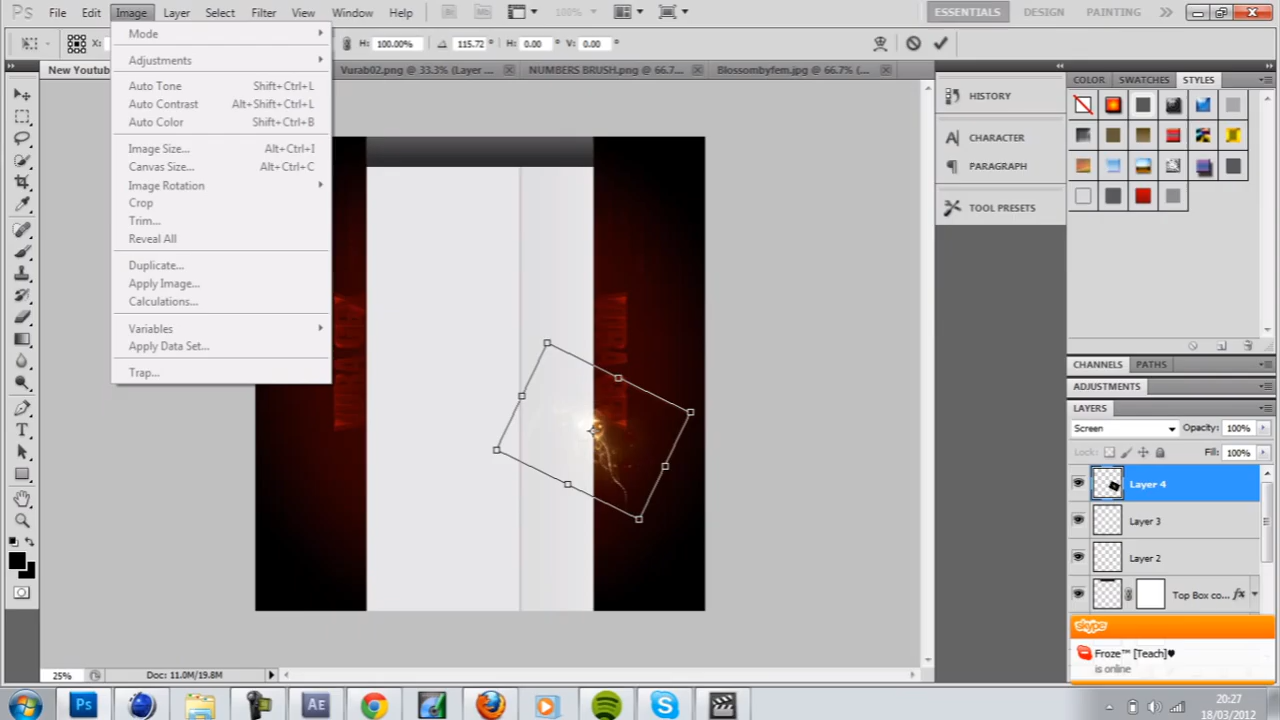 Ps File Edit Image Layer Select Filter View Window Help Br Mb 100% ESSENTIALS DESIGN PAINTING
X: H: 100.00% 115.72 ° H: 0.00 ° V: 0.00 °
New Youtub Vurab02.png @ 33.3% (Layer ... NUMBERS BRUSH.png @ 66.7... Blossombyfem.jpg @ 66.7% (...
Mode
Adjustments
Auto Tone Shift+Ctrl+L
Auto Contrast Alt+Shift+Ctrl+L
Auto Color Shift+Ctrl+B
Image Size... Alt+Ctrl+I
Canvas Size... Alt+Ctrl+C
Image Rotation
Crop
Trim...
Reveal All
Duplicate...
Apply Image...
Calculations...
Variables
Apply Data Set...
Trap...
HISTORY
CHARACTER
PARAGRAPH
TOOL PRESETS
COLOR SWATCHES STYLES
CHANNELS PATHS
ADJUSTMENTS
LAYERS
Screen Opacity: 100%
Lock: Fill: 100%
Layer 4
Layer 3
Layer 2
Top Box co... fx
skype
Froze™ [Teach]♥
is online
25% Doc: 11.0M/19.8M
Ps Ae
20:27
18/03/2012